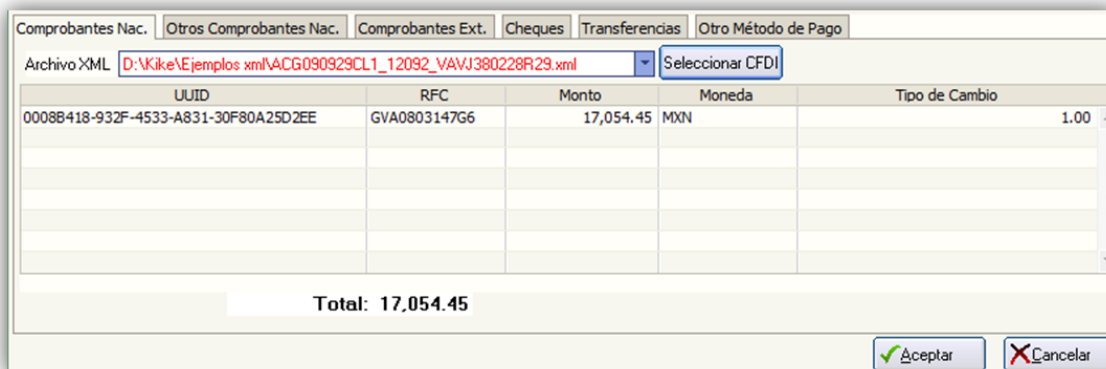 Comprobantes Nac. Otros Comprobantes Nac. Comprobantes Ext. Cheques Transferencias Otro Método de Pago
Archivo XML D:\Kike\Ejemplos xml\ACG090929CL1_12092_VAVJ380228R29.xml Seleccionar CFDI
UUID RFC Monto Moneda Tipo de Cambio
0008B418-932F-4533-A831-30F80A25D2EE GVA0803147G6 17,054.45 MXN 1.00
Total: 17,054.45
Aceptar Cancelar